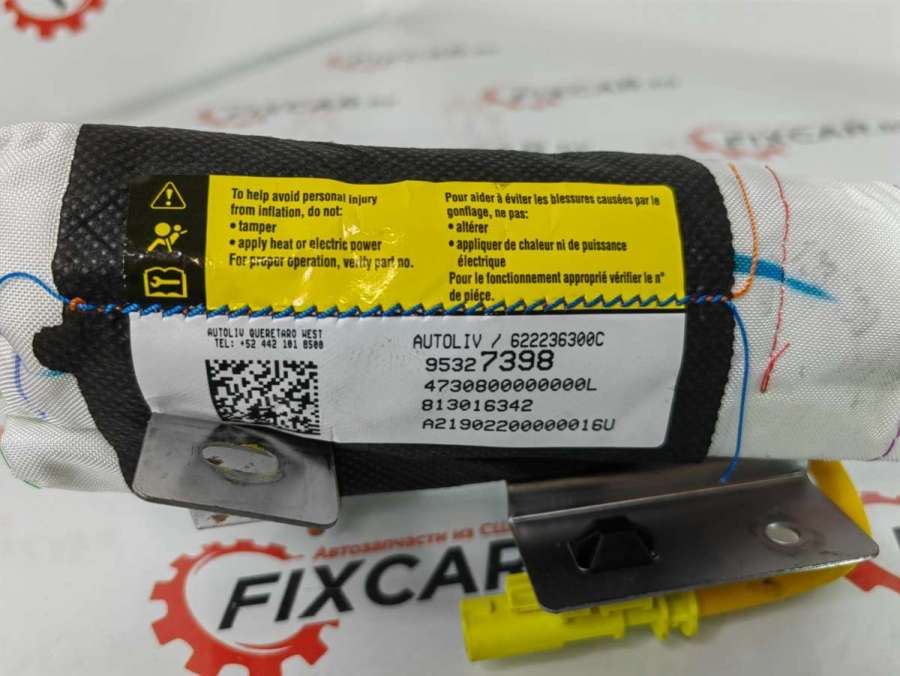 FIXCAR
To help avoid personal injury
from inflation, do not:
• tamper
• apply heat or electric power
For proper operation, verify part no.
Pour aider à éviter les blessures causées par le
gonflage, ne pas:
• altérer
• appliquer de chaleur ni de puissance
électrique
Pour le fonctionnement approprié vérifier le n°
de piéce.
AUTOLIV QUERETARO WEST
TEL: +52 442 101 8500
AUTOLIV / 622236300C
95327398
4730800000000L
813016342
A21902200000016U
Автозапчасти из США
FIXCAR